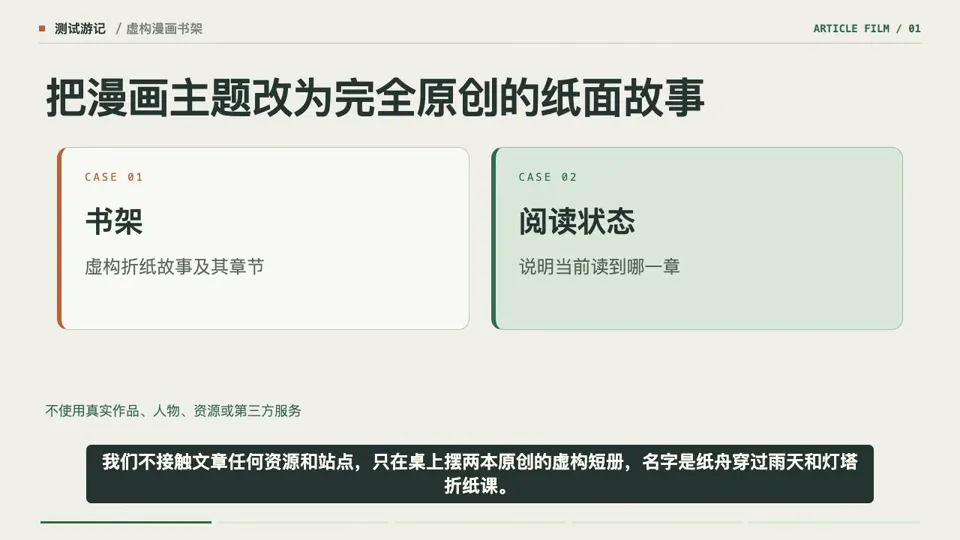 测试游记 / 虚构漫画书架
ARTICLE FILM / 01
把漫画主题改为完全原创的纸面故事
CASE 01
书架
虚构折纸故事及其章节
CASE 02
阅读状态
说明当前读到哪一章
不使用真实作品、人物、资源或第三方服务
我们不接触文章任何资源和站点，只在桌上摆两本原创的虚构短册，名字是纸舟穿过雨天和灯塔
折纸课。